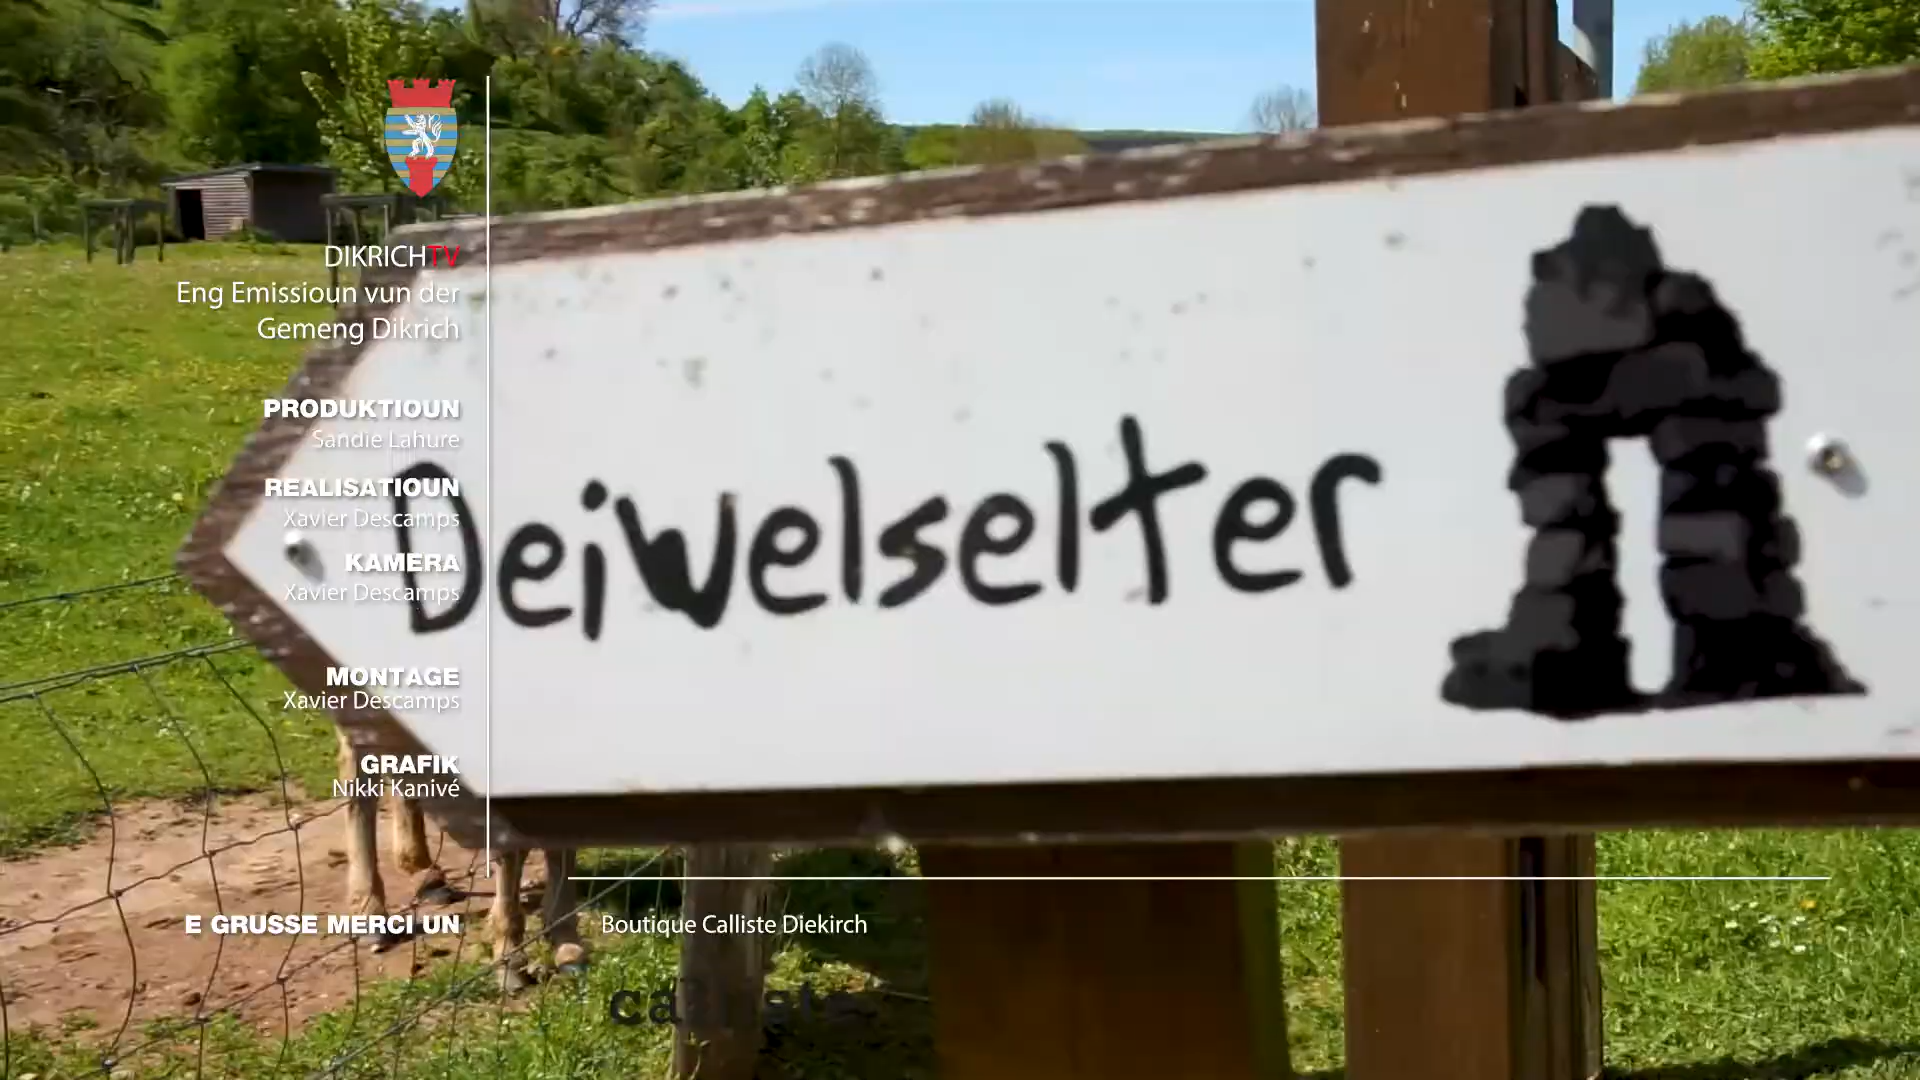 DIKRICHTV
Eng Emissioun vun der
Gemeng Dikrich
PRODUKTIOUN
Sandie Lahure
REALISATIOUN
Xavier Descamps
KAMERA
Xavier Descamps
MONTAGE
Xavier Descamps
GRAFIK
Nikki Kanivé
Deiwelselter
E GRUSSE MERCI UN
Boutique Calliste Diekirch
calliste